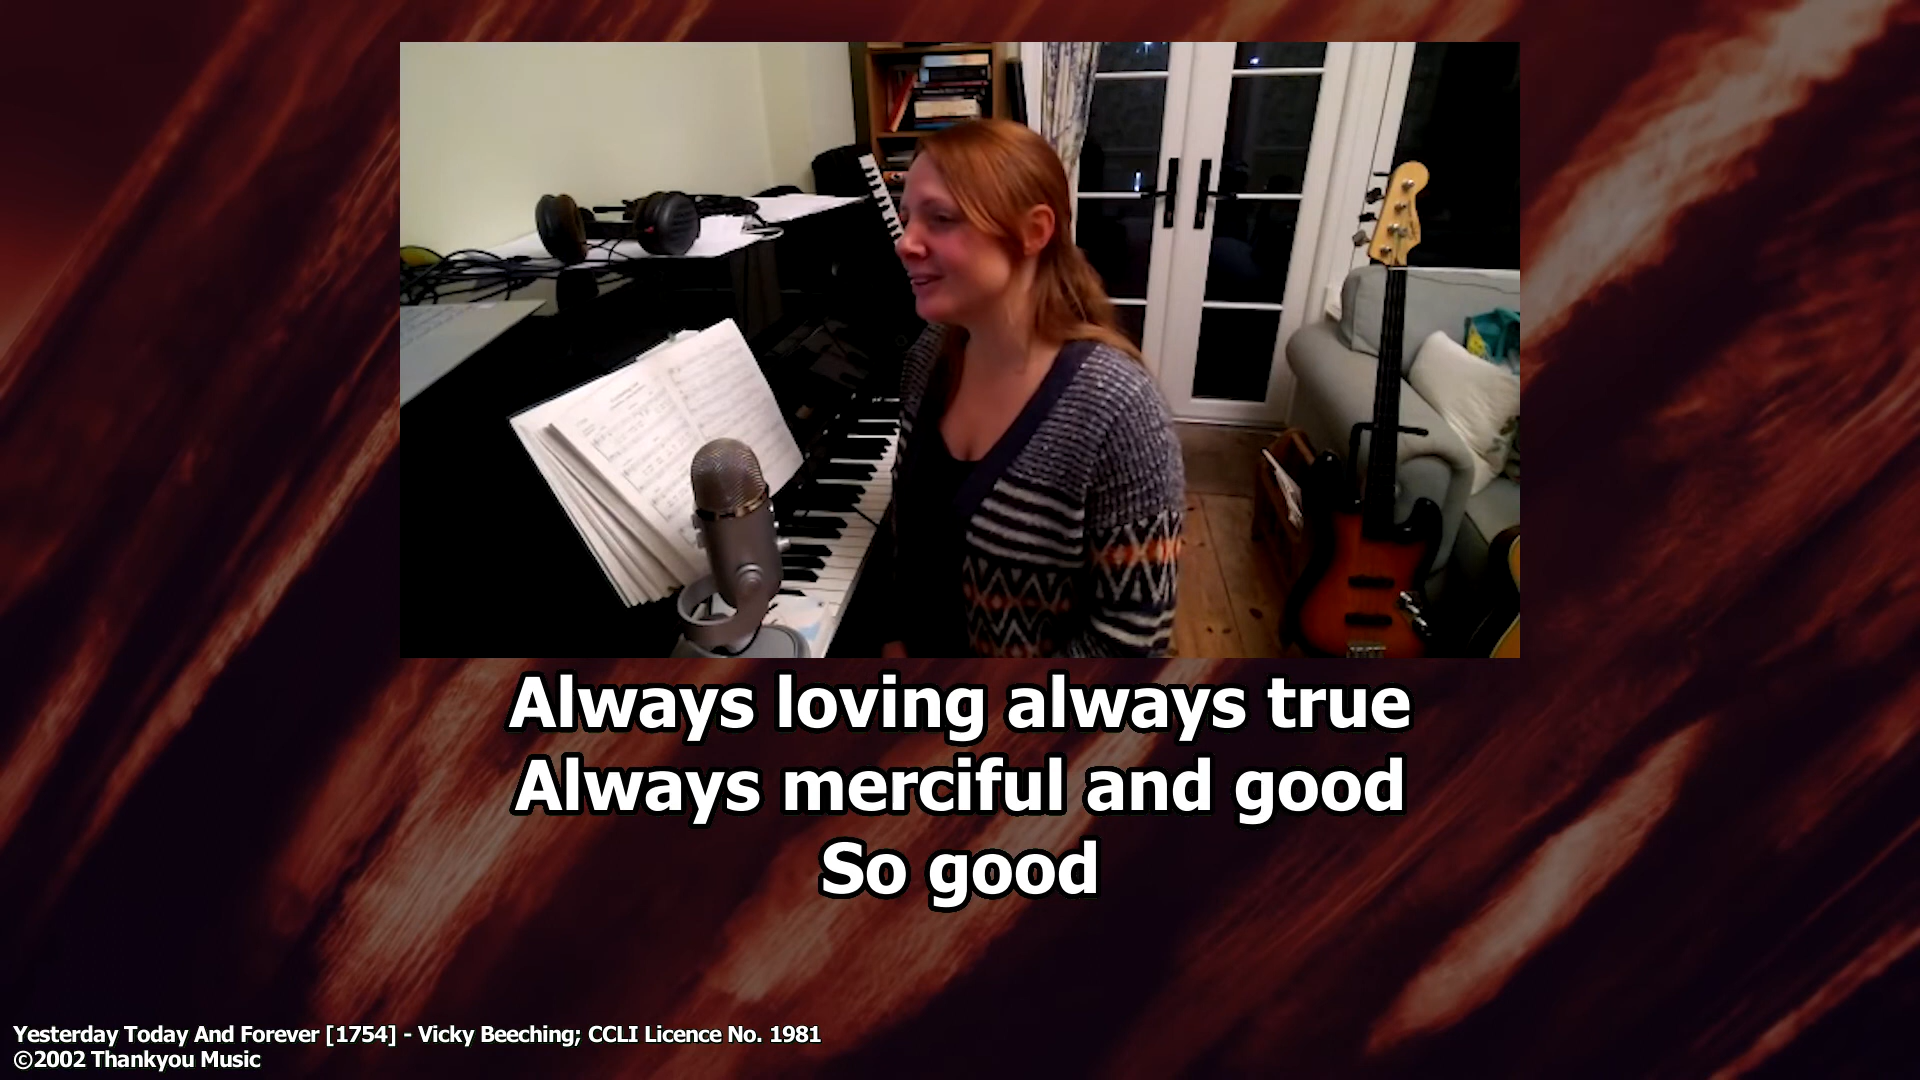 Always loving always true
Always merciful and good
So good
Yesterday Today And Forever [1754] - Vicky Beeching; CCLI Licence No. 1981
©2002 Thankyou Music